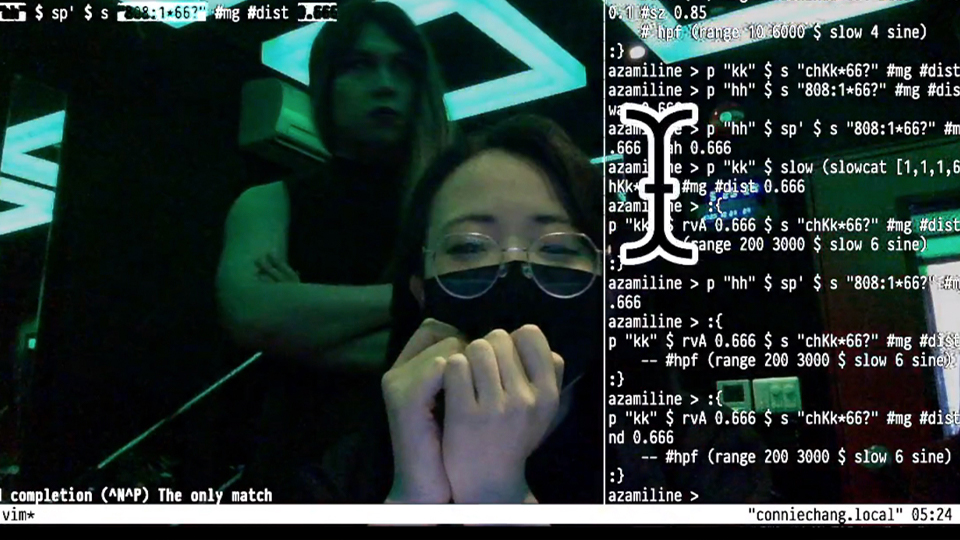 $ sp' $ s "808:1*66?" #mg #dist 0.666
completion (^N^P) The only match
vim*
0.1 #sz 0.85
# hpf (range 10 6000 $ slow 4 sine)
:}
azamiline > p "kk" $ s "chKk*66?" #mg #dist
azamiline > p "hh" $ s "808:1*66?" #mg #dis
0.666
> p "hh" $ sp' $ s "808:1*66?" #m
.666 0.666
> p "kk" $ slow (slowcat [1,1,1,6
hKk* #mg #dist 0.666
> :{
p "kk" $ rvA 0.666 $ s "chKk*66?" #mg #dist
(range 200 3000 $ slow 6 sine)
:}
azamiline > p "hh" $ sp' $ s "808:1*66?" #m
.666
azamiline > :{
p "kk" $ rvA 0.666 $ s "chKk*66?" #mg #dist
-- #hpf (range 200 3000 $ slow 6 sine)
:}
azamiline > :{
p "kk" $ rvA 0.666 $ s "chKk*66?" #mg #dist
nd 0.666
-- #hpf (range 200 3000 $ slow 6 sine)
:}
azamiline >
"conniechang.local" 05:24